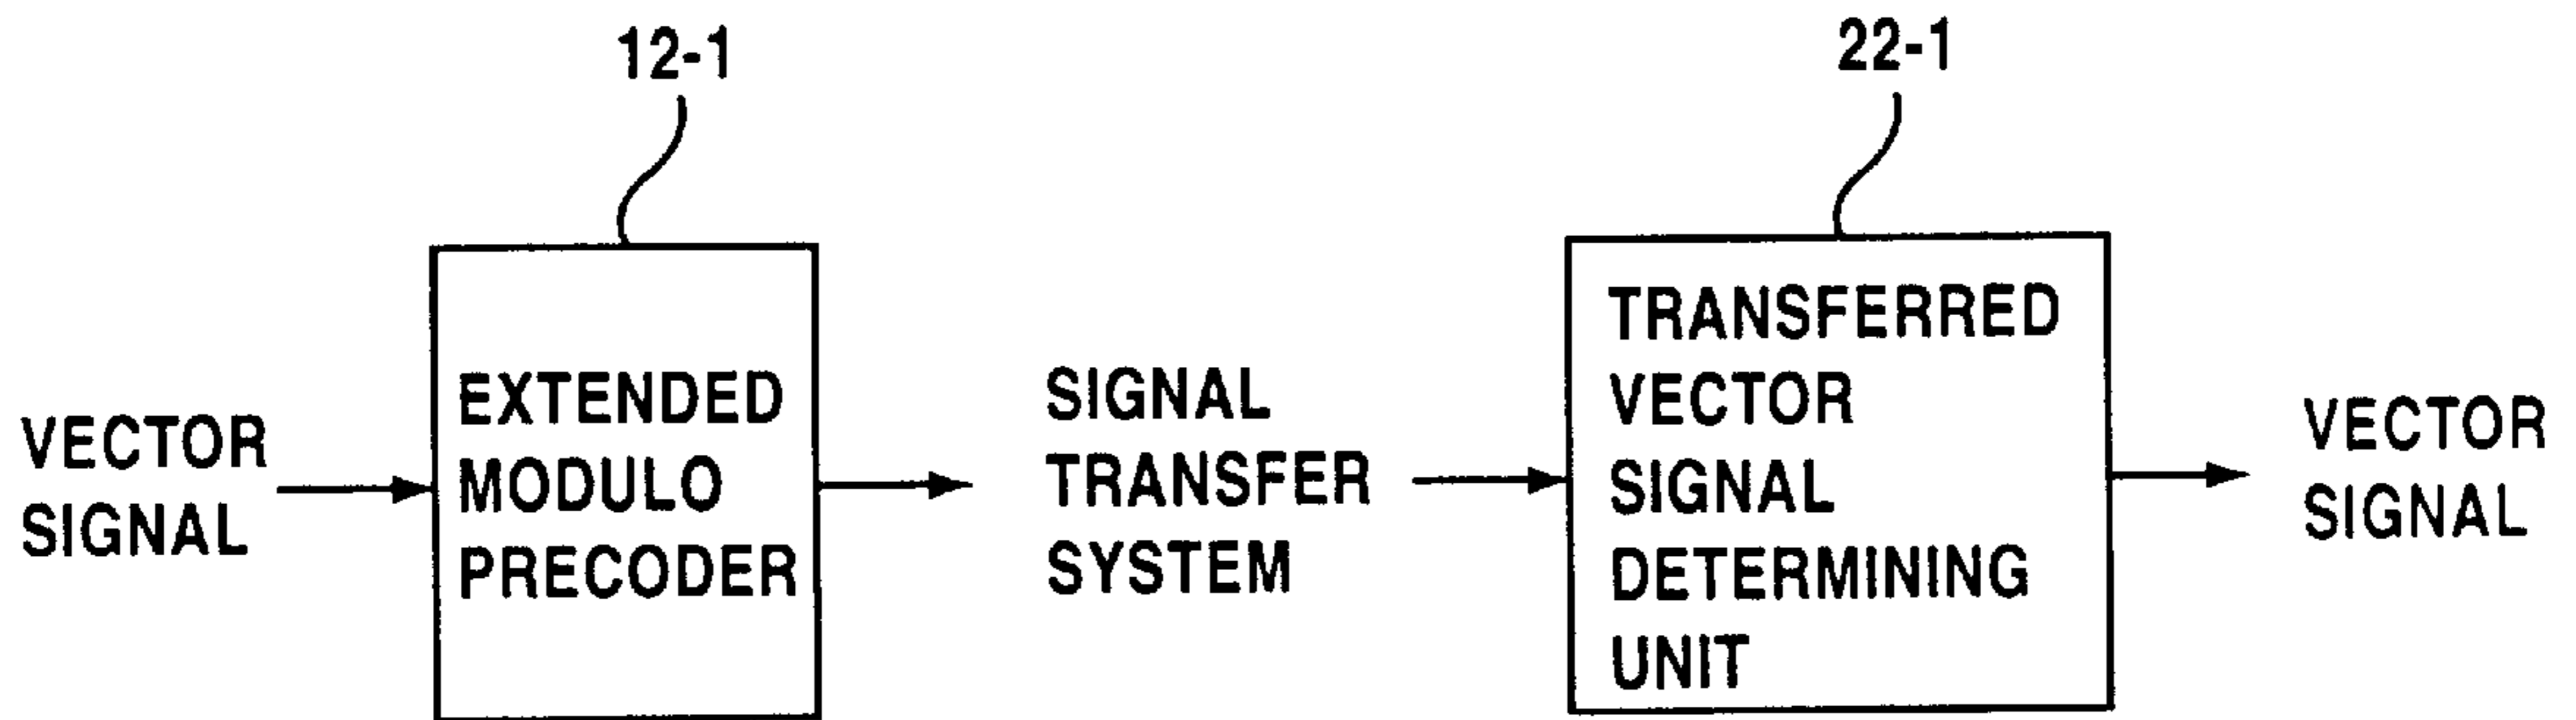 12-1
22-1
VECTOR
SIGNAL
EXTENDED
MODULO
PRECODER
SIGNAL
TRANSFER
SYSTEM
TRANSFERRED
VECTOR
SIGNAL
DETERMINING
UNIT
VECTOR
SIGNAL